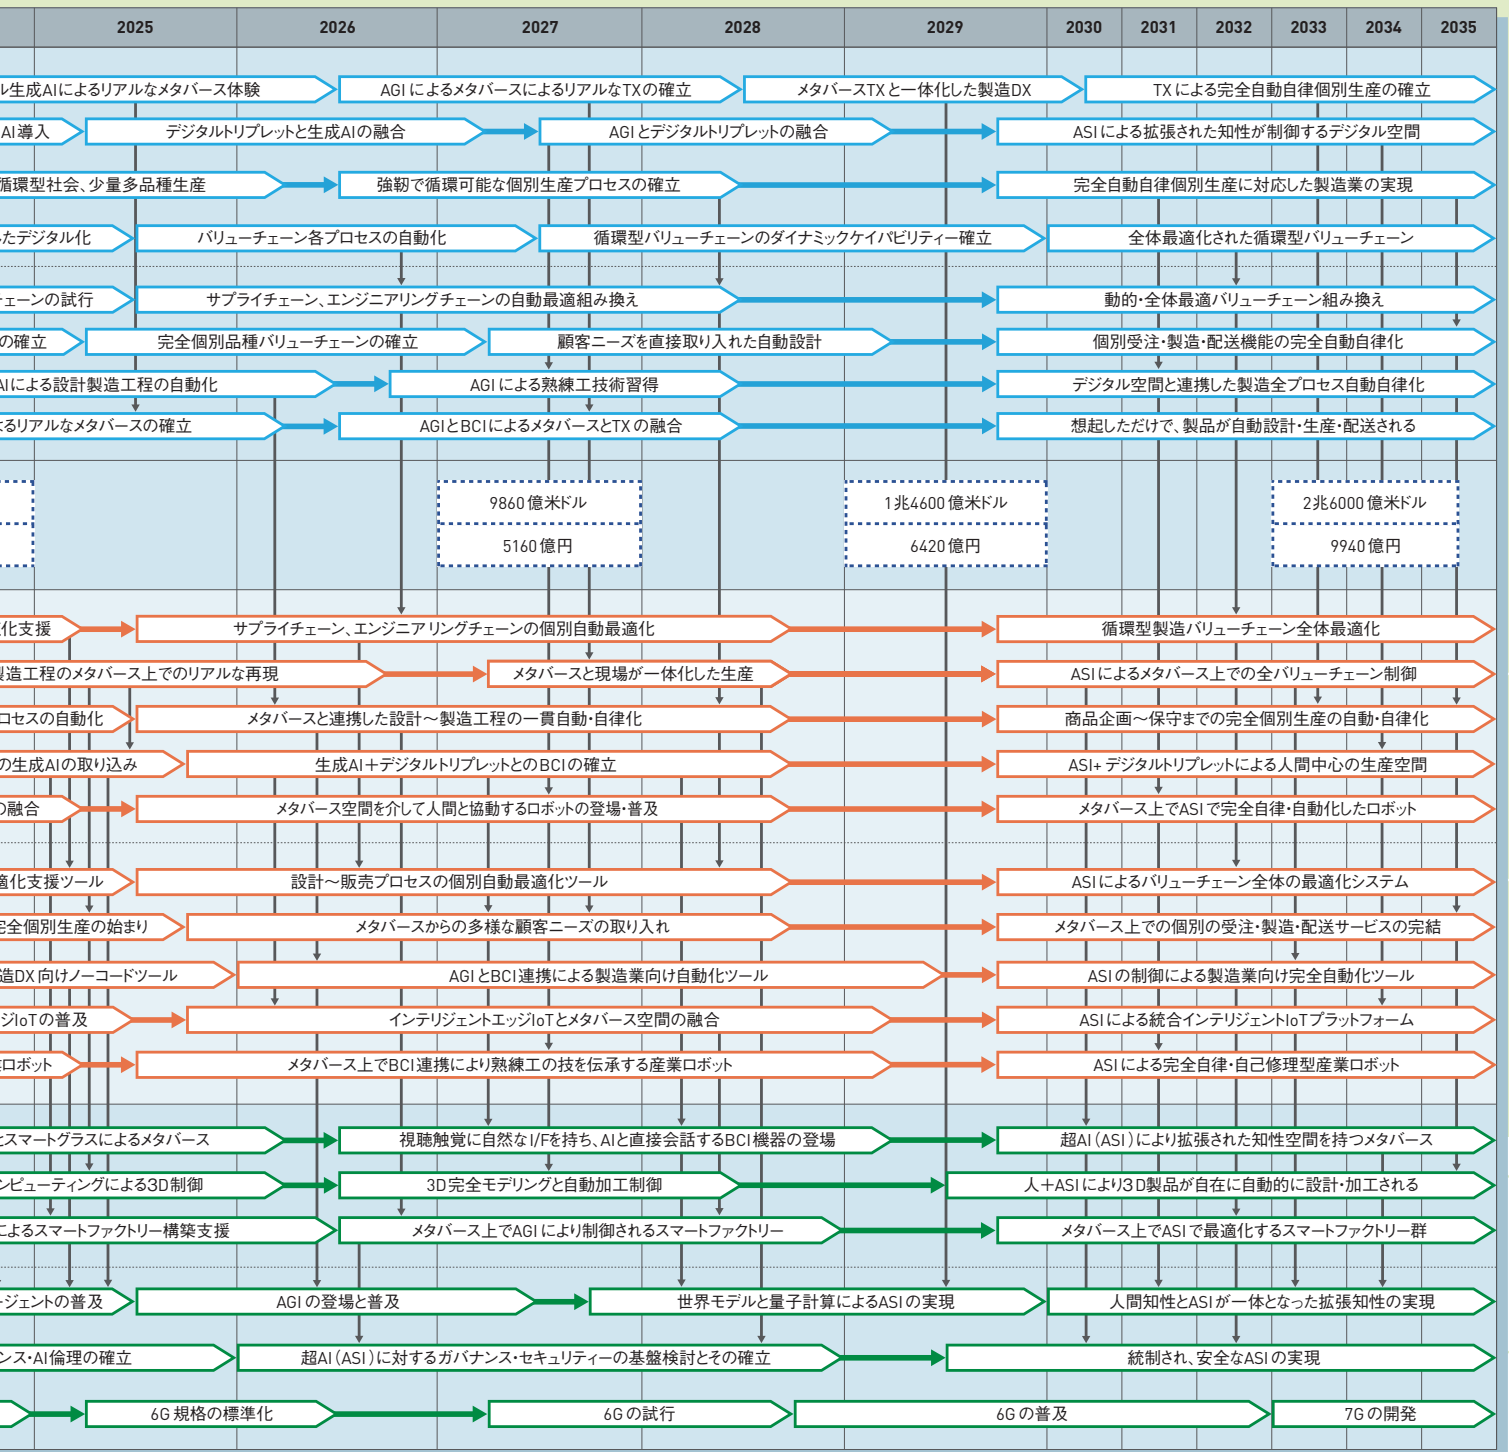 2025 2026 2027 2028 2029 2030 2031 2032 2033 2034 2035
ル生成AIによるリアルなメタバース体験 AGIによるメタバースによるリアルなTXの確立 メタバースTXと一体化した製造DX TXによる完全自動自律個別生産の確立
AI導入 デジタルトリプレットと生成AIの融合 AGIとデジタルトリプレットの融合 ASIによる拡張された知性が制御するデジタル空間
循環型社会、少量多品種生産 強靭で循環可能な個別生産プロセスの確立 完全自動自律個別生産に対応した製造業の実現
たデジタル化 バリューチェーン各プロセスの自動化 循環型バリューチェーンのダイナミックケイパビリティー確立 全体最適化された循環型バリューチェーン
チェーンの試行 サプライチェーン、エンジニアリングチェーンの自動最適組み換え 動的・全体最適バリューチェーン組み換え
の確立 完全個別品種バリューチェーンの確立 顧客ニーズを直接取り入れた自動設計 個別受注・製造・配送機能の完全自動自律化
AIによる設計製造工程の自動化 AGIによる熟練工技術習得 デジタル空間と連携した製造全プロセス自動自律化
よるリアルなメタバースの確立 AGIとBCIによるメタバースとTXの融合 想起しただけで、製品が自動設計・生産・配送される
9860億米ドル 1兆4600億米ドル 2兆6000億米ドル
5160億円 6420億円 9940億円
化支援 サプライチェーン、エンジニアリングチェーンの個別自動最適化 循環型製造バリューチェーン全体最適化
製造工程のメタバース上でのリアルな再現 メタバースと現場が一体化した生産 ASIによるメタバース上での全バリューチェーン制御
ロセスの自動化 メタバースと連携した設計〜製造工程の一貫自動・自律化 商品企画〜保守までの完全個別生産の自動・自律化
の生成AIの取り込み 生成AI＋デジタルトリプレットとのBCIの確立 ASI+デジタルトリプレットによる人間中心の生産空間
の融合 メタバース空間を介して人間と協動するロボットの登場・普及 メタバース上でASIで完全自律・自動化したロボット
適化支援ツール 設計〜販売プロセスの個別自動最適化ツール ASIによるバリューチェーン全体の最適化システム
完全個別生産の始まり メタバースからの多様な顧客ニーズの取り入れ メタバース上での個別の受注・製造・配送サービスの完結
造DX向けノーコードツール AGIとBCI連携による製造業向け自動化ツール ASIの制御による製造業向け完全自動化ツール
ジIoTの普及 インテリジェントエッジIoTとメタバース空間の融合 ASIによる統合インテリジェントIoTプラットフォーム
業ロボット メタバース上でBCI連携により熟練工の技を伝承する産業ロボット ASIによる完全自律・自己修理型産業ロボット
とスマートグラスによるメタバース 視聴触覚に自然なI/Fを持ち、AIと直接会話するBCI機器の登場 超AI（ASI）により拡張された知性空間を持つメタバース
ンピューティングによる3D制御 3D完全モデリングと自動加工制御 人＋ASIにより3D製品が自在に自動的に設計・加工される
によるスマートファクトリー構築支援 メタバース上でAGIにより制御されるスマートファクトリー メタバース上でASIで最適化するスマートファクトリー群
ージェントの普及 AGIの登場と普及 世界モデルと量子計算によるASIの実現 人間知性とASIが一体となった拡張知性の実現
ンス・AI倫理の確立 超AI（ASI）に対するガバナンス・セキュリティーの基盤検討とその確立 統制され、安全なASIの実現
6G規格の標準化 6Gの試行 6Gの普及 7Gの開発